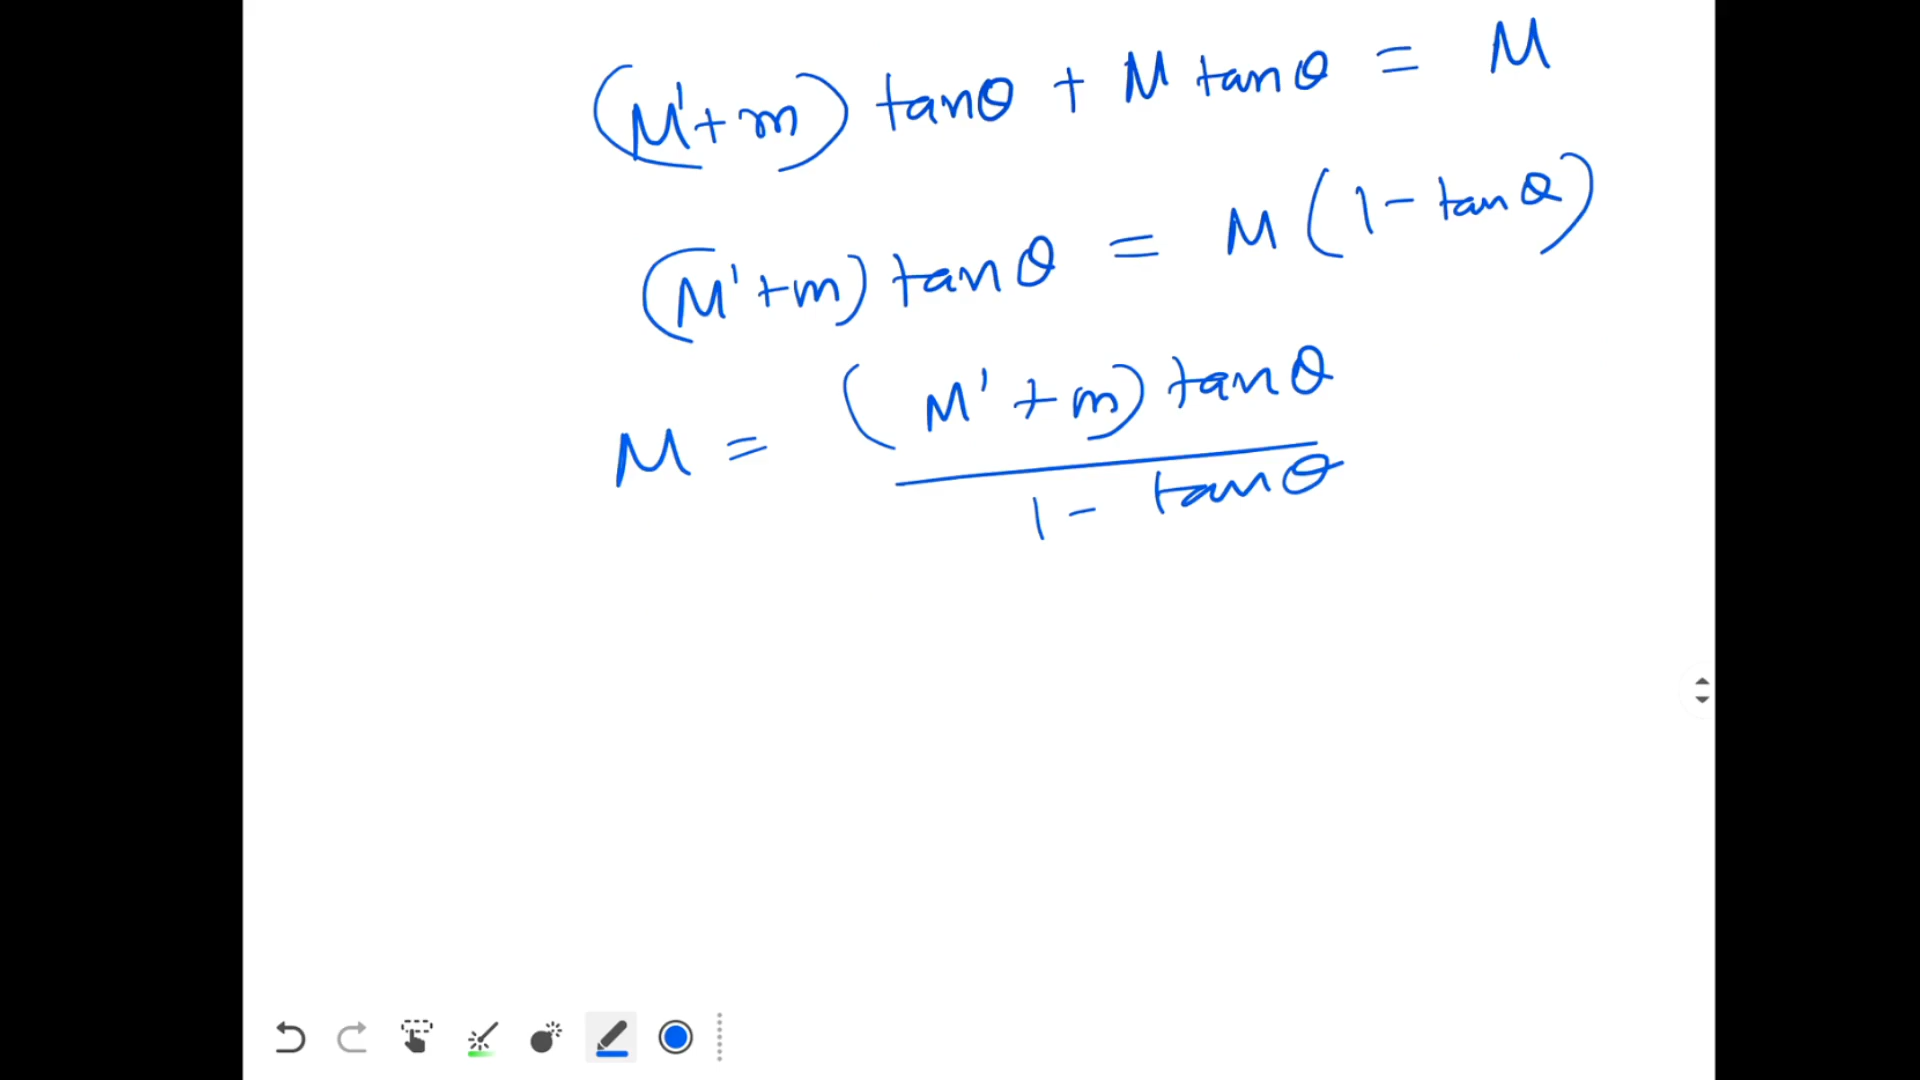 (M'+m) tanθ + M tanθ = M
(M'+m) tanθ = M (1 - tanθ)
M = (M'+m) tanθ
1 - tanθ